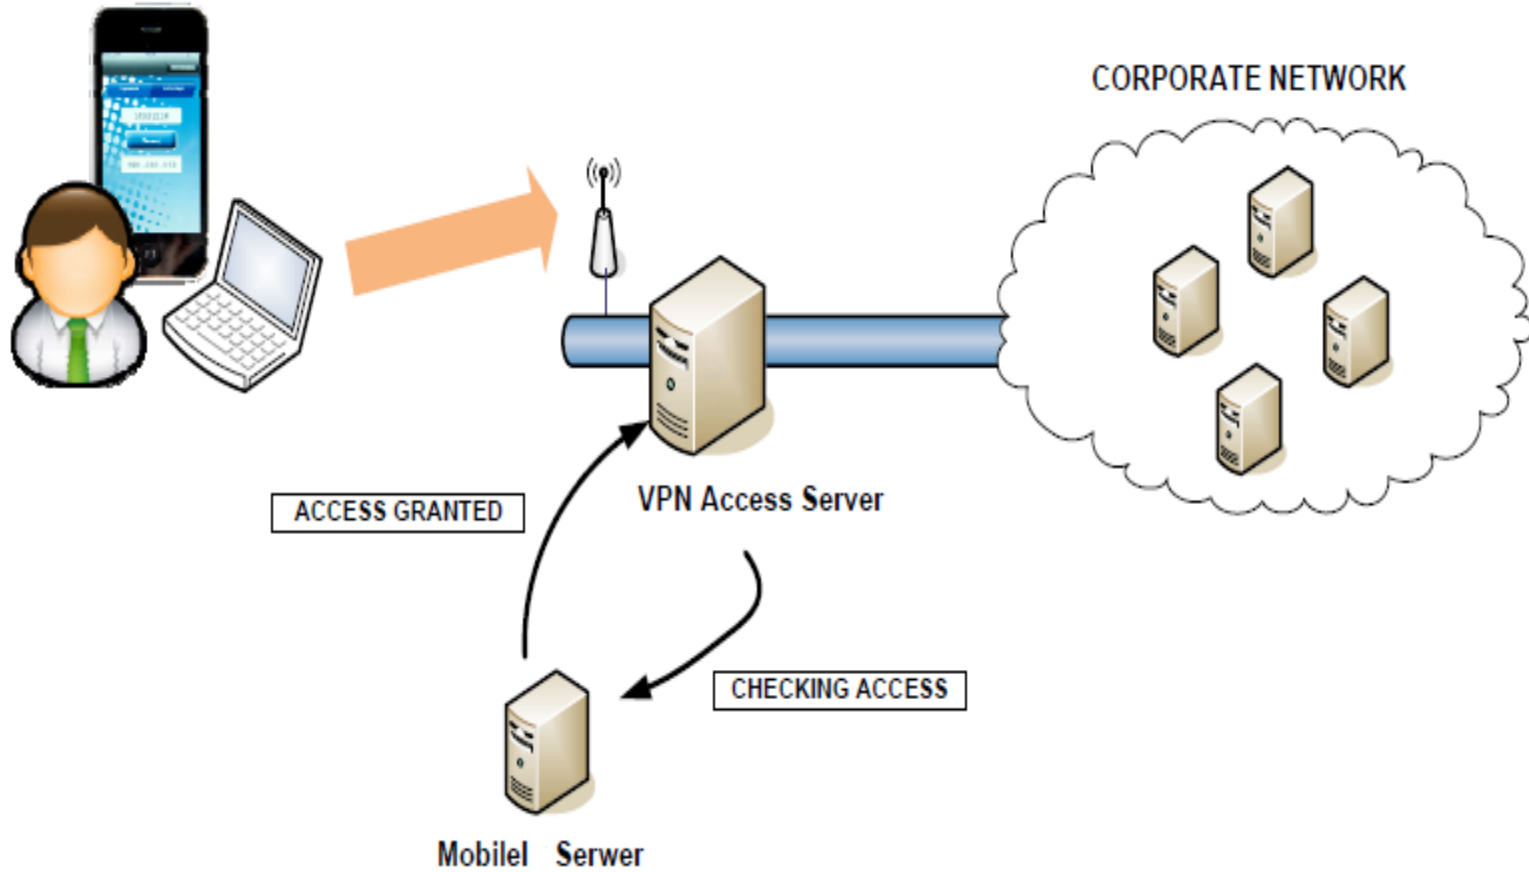 CORPORATE NETWORK
VPN Access Server
ACCESS GRANTED
CHECKING ACCESS
Mobilel Serwer